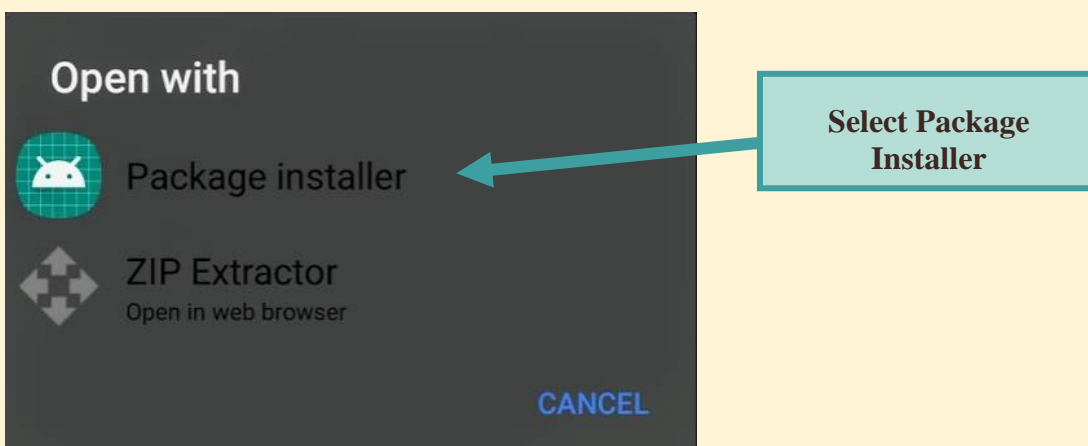 Open with
Package installer
ZIP Extractor
Open in web browser
CANCEL
Select Package
Installer